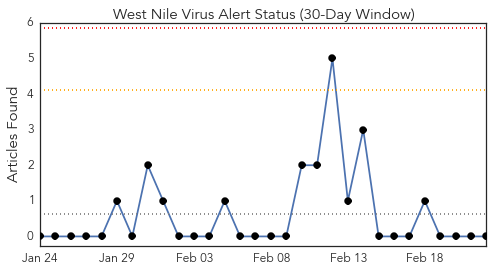 West Nile Virus Alert Status (30-Day Window)
Articles Found
6
5
4
3
2
1
0
Jan 24 Jan 29 Feb 03 Feb 08 Feb 13 Feb 18